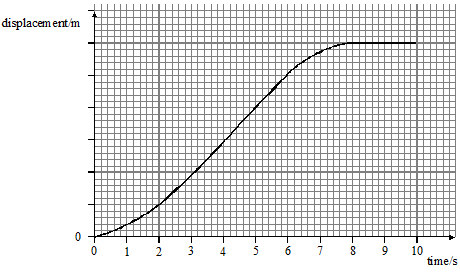 displacement/m
0
0 1 2 3 4 5 6 7 8 9 10
time/s